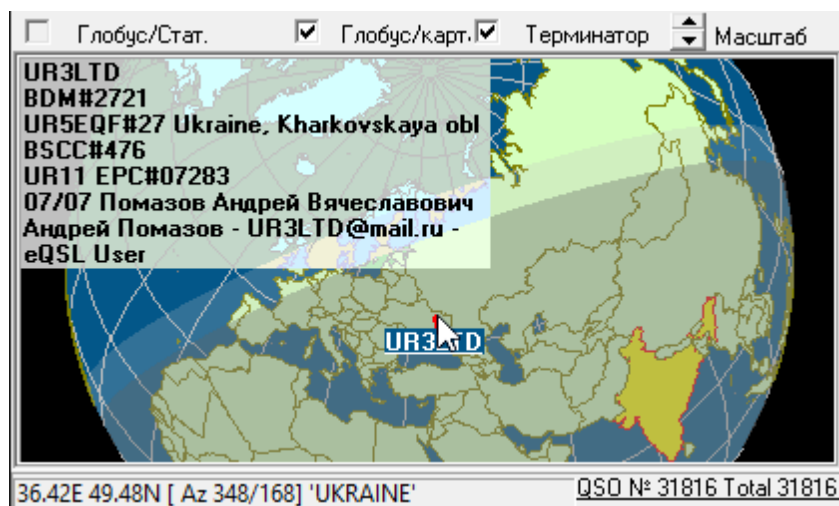 Глобус/Стат. Глобус/карт. Терминатор Масштаб
UR3LTD
BDM#2721
UR5EQF#27 Ukraine, Kharkovskaya obl
BSCC#476
UR11 EPC#07283
07/07 Помазов Андрей Вячеславович
Андрей Помазов - UR3LTD@mail.ru -
eQSL User
UR3LTD
36.42E 49.48N [ Az 348/168] 'UKRAINE' QSO № 31816 Total 31816